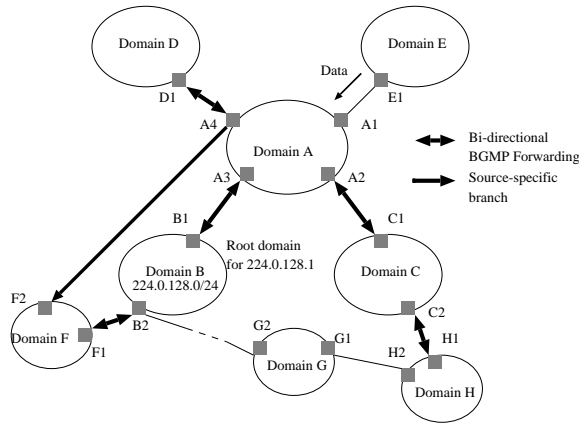 Domain D
Domain E
Data
D1
E1
A4
A1
Domain A
Bi-directional
BGMP Forwarding
A3
A2
Source-specific
branch
B1
C1
Root domain
for 224.0.128.1
Domain B
224.0.128.0/24
Domain C
F2
C2
Domain F
F1
B2
G2
G1
H2
H1
Domain G
Domain H